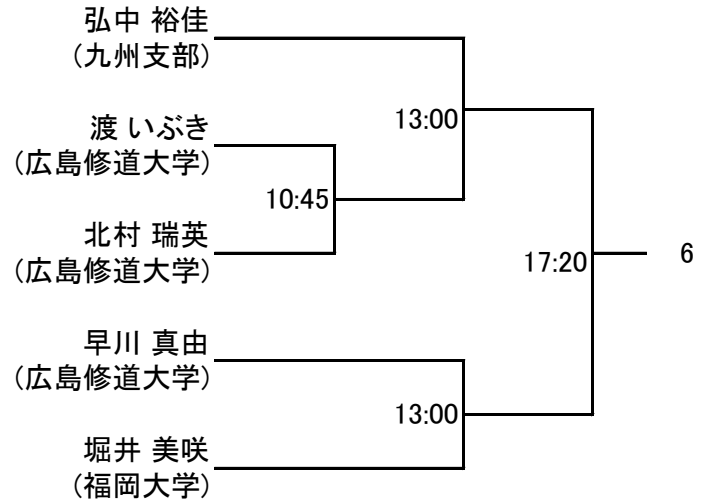 弘中 裕佳
(九州支部)
13:00
渡 いぶき
(広島修道大学)
10:45
北村 瑞英
(広島修道大学)
17:20
6
早川 真由
(広島修道大学)
13:00
堀井 美咲
(福岡大学)